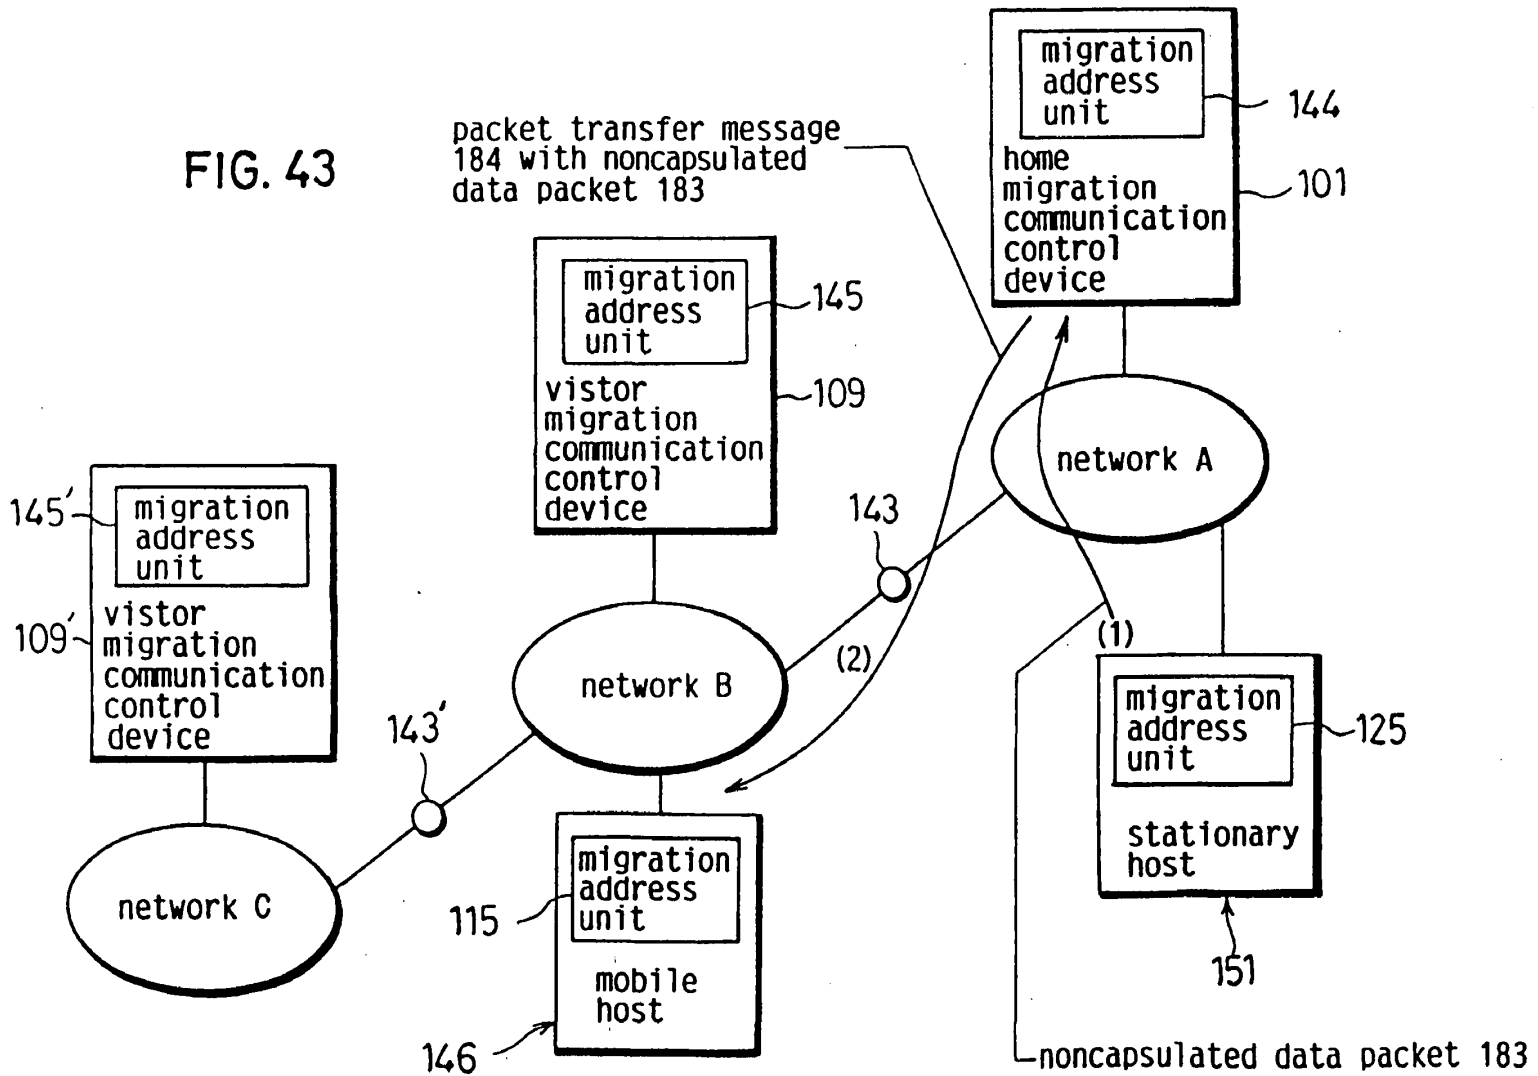 FIG. 43
packet transfer message
184 with noncapsulated
data packet 183
migration
address
unit
144
home
migration
communication
control
device
101
migration
address
unit
145
vistor
migration
communication
control
device
109
145'
migration
address
unit
109'
vistor
migration
communication
control
device
network A
143
network B
(2)
(1)
143'
network C
migration
address
unit
125
stationary
host
151
migration
address
unit
115
mobile
host
146
noncapsulated data packet 183